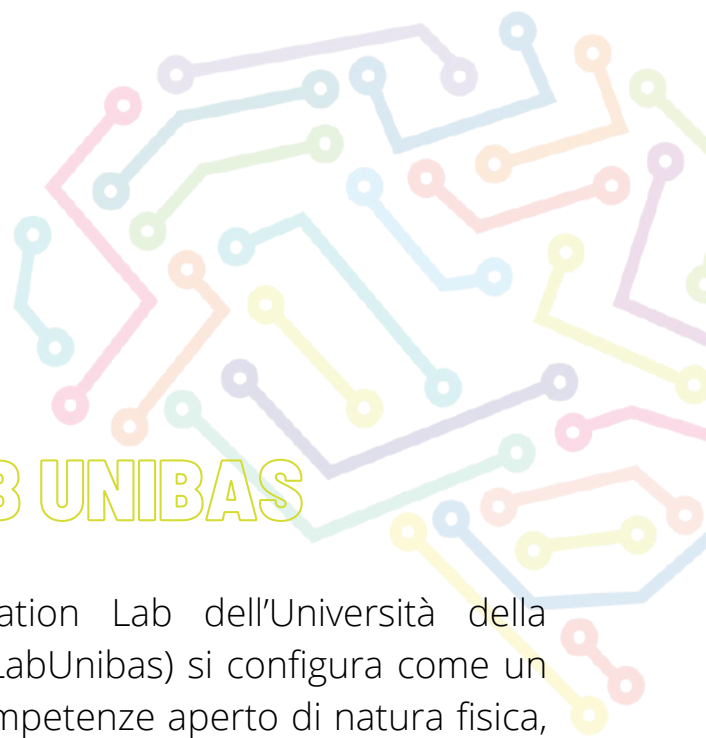 B UNIBAS
ation Lab dell'Università della
LabUnibas) si configura come un
mpetenze aperto di natura fisica,